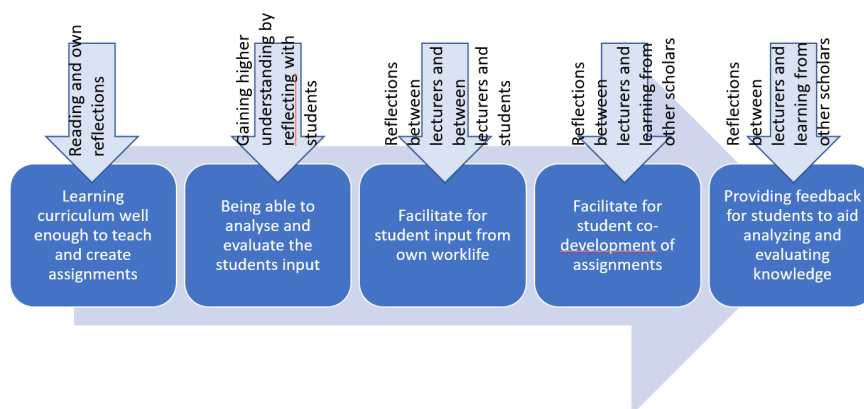 Reading and own
reflections
Gaining higher
understanding by
reflecting with
students
Reflections
between
lecturers and
between
lecturers and
students
Reflections
between
lecturers and
learning from
other scholars
Reflections
between
lecturers and
learning from
other scholars
Learning
curriculum well
enough to teach
and create
assignments
Being able to
analyse and
evaluate the
students input
Facilitate for
student input from
own worklife
Facilitate for
student co-
development of
assignments
Providing feedback
for students to aid
analyzing and
evaluating
knowledge